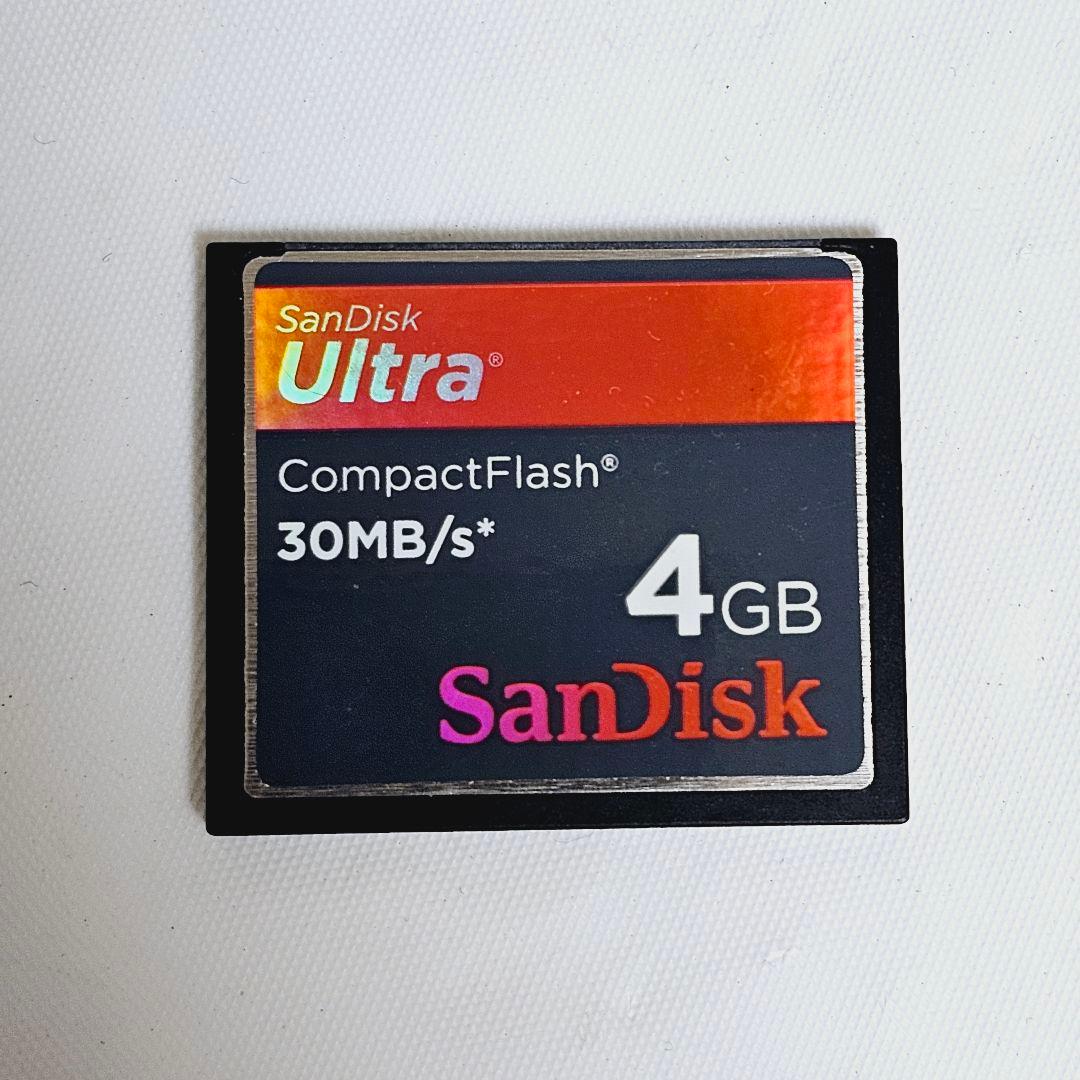 SanDisk
Ultra®
CompactFlash®
30MB/s*
4GB
SanDisk